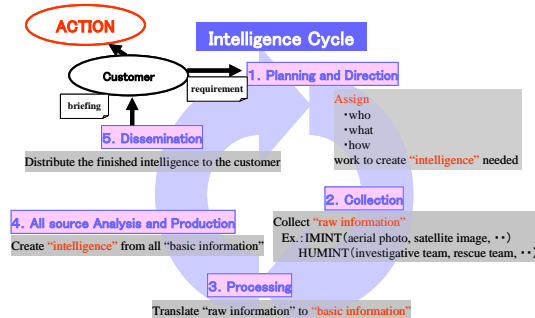 ACTION
Intelligence Cycle
Customer
briefing
requirement
1. Planning and Direction
Assign
・who
・what
・how
work to create “intelligence” needed
5. Dissemination
Distribute the finished intelligence to the customer
2. Collection
Collect “raw information”
Ex.：IMINT（aerial photo, satellite image, ・・）
HUMINT（investigative team, rescue team, ・・）
4. All source Analysis and Production
Create “intelligence” from all “basic information”
3. Processing
Translate “raw information” to “basic information”